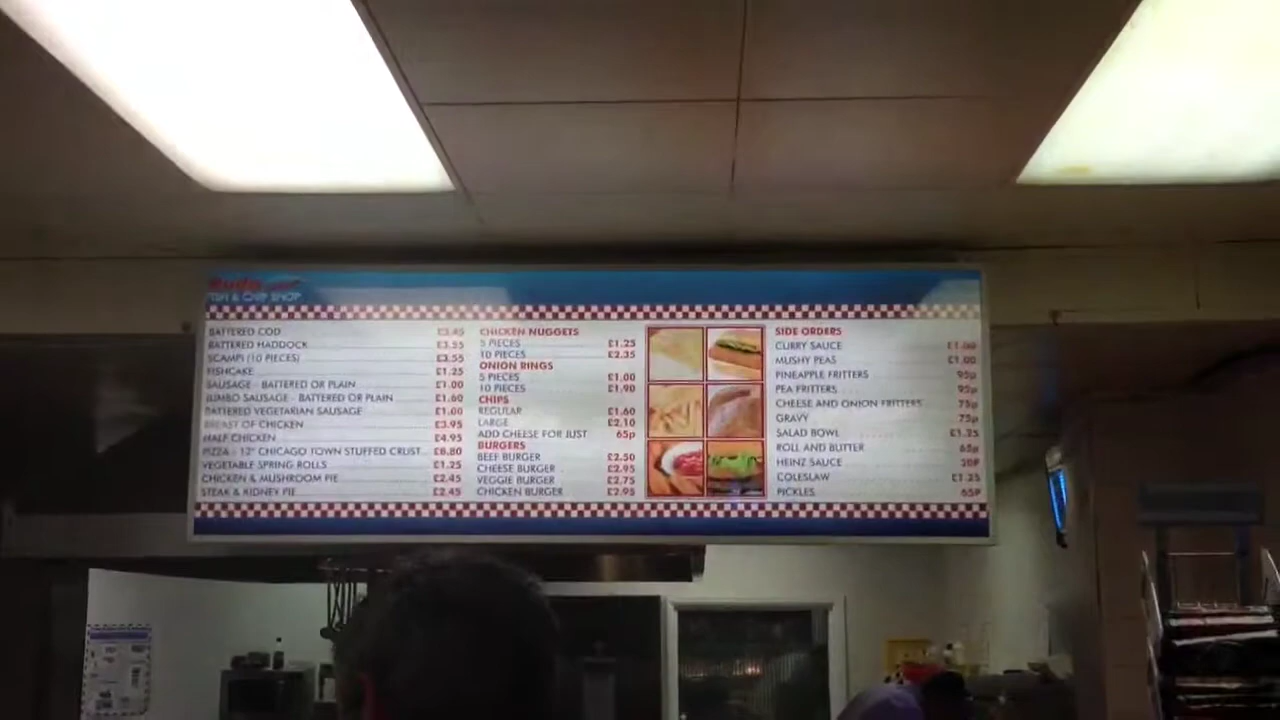 FISH & CHIP SHOP
BATTERED COD £3.45
BATTERED HADDOCK £3.55
SCAMPI (10 PIECES) £3.55
FISHCAKE £1.25
SAUSAGE - BATTERED OR PLAIN £1.00
JUMBO SAUSAGE - BATTERED OR PLAIN £1.60
BATTERED VEGETARIAN SAUSAGE £1.00
BREAST OF CHICKEN £3.95
HALF CHICKEN £4.95
PIZZA - 12" CHICAGO TOWN STUFFED CRUST £6.80
VEGETABLE SPRING ROLLS £1.25
CHICKEN & MUSHROOM PIE £2.45
STEAK & KIDNEY PIE £2.45
CHICKEN NUGGETS
5 PIECES £1.25
10 PIECES £2.35
ONION RINGS
5 PIECES £1.00
10 PIECES £1.90
CHIPS
REGULAR £1.60
LARGE £2.10
ADD CHEESE FOR JUST 65p
BURGERS
BEEF BURGER £2.50
CHEESE BURGER £2.95
VEGGIE BURGER £2.75
CHICKEN BURGER £2.95
SIDE ORDERS
CURRY SAUCE £1.00
MUSHY PEAS £1.00
PINEAPPLE FRITTERS 95p
PEA FRITTERS 95p
CHEESE AND ONION FRITTERS 75p
GRAVY 75p
SALAD BOWL £1.25
ROLL AND BUTTER 65p
HEINZ SAUCE 20P
COLESLAW £1.25
PICKLES 65P